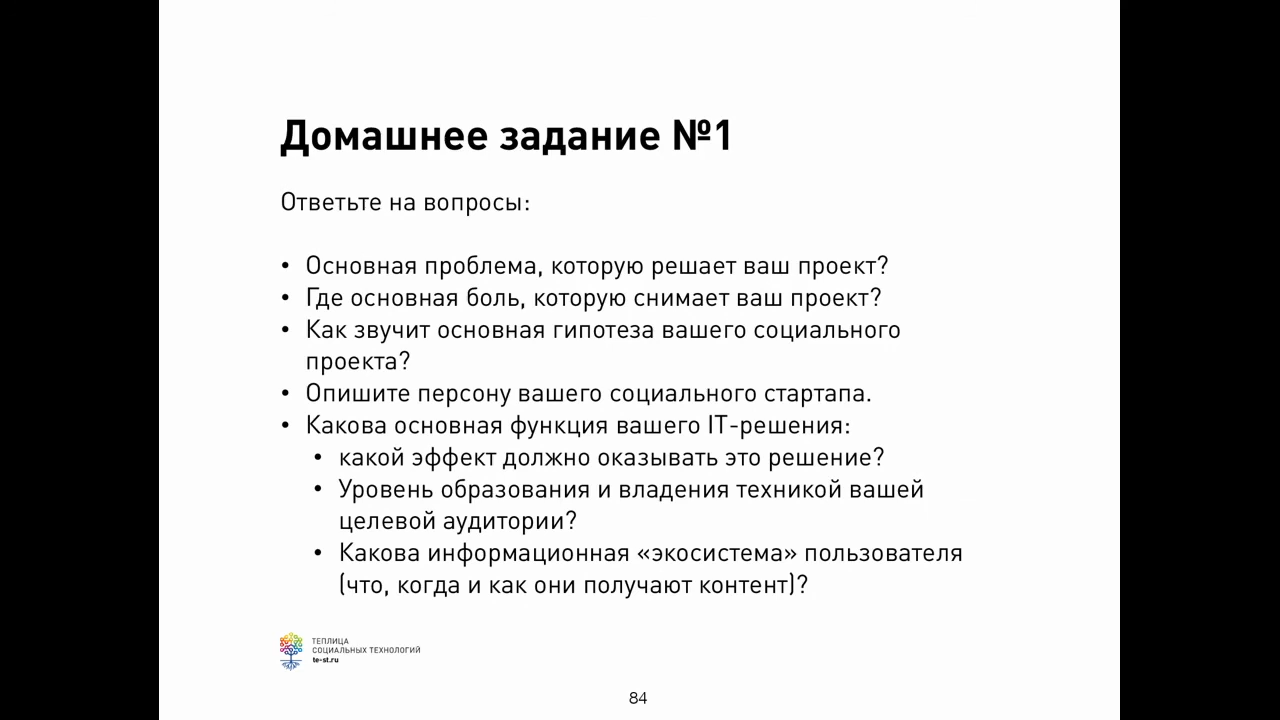 Домашнее задание №1
Ответьте на вопросы:
• Основная проблема, которую решает ваш проект?
• Где основная боль, которую снимает ваш проект?
• Как звучит основная гипотеза вашего социального
проекта?
• Опишите персону вашего социального стартапа.
• Какова основная функция вашего IT-решения:
• какой эффект должно оказывать это решение?
• Уровень образования и владения техникой вашей
целевой аудитории?
• Какова информационная «экосистема» пользователя
(что, когда и как они получают контент)?
ТЕПЛИЦА
СОЦИАЛЬНЫХ ТЕХНОЛОГИЙ
te-st.ru
84